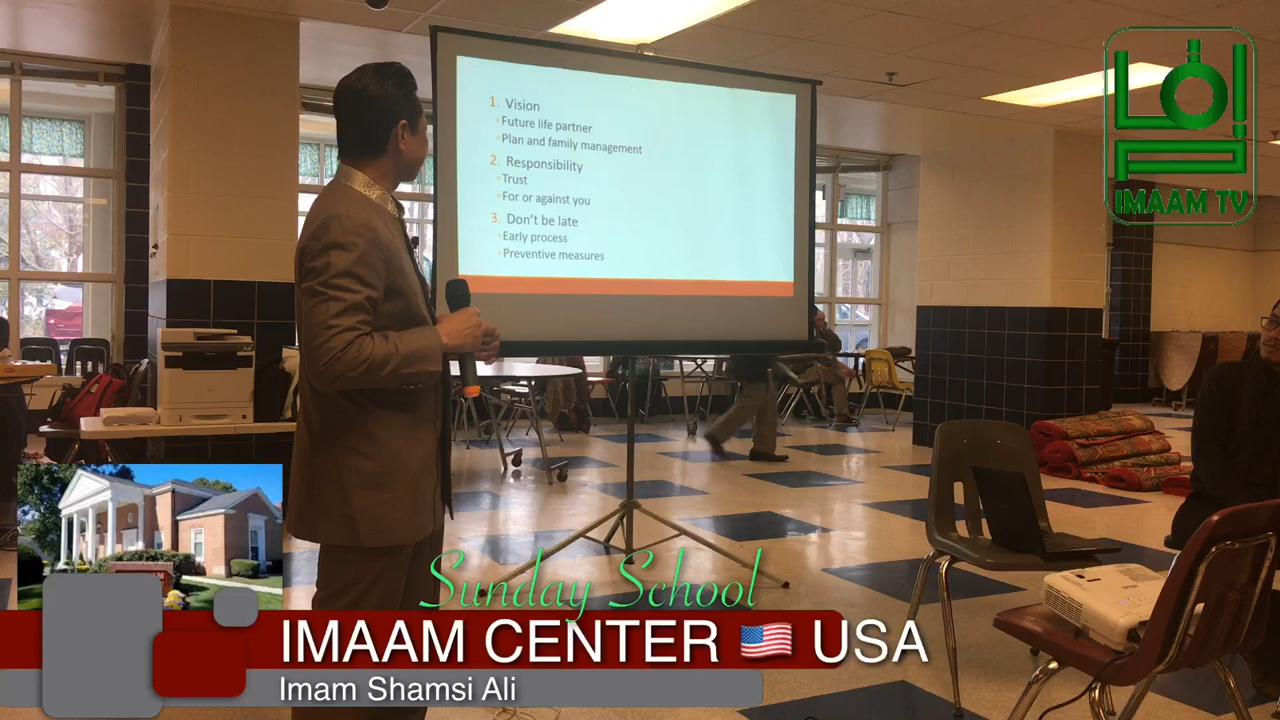 1. Vision
Future life partner
Plan and family management
2. Responsibility
Trust
For or against you
3. Don't be late
Early process
Preventive measures
IMAAM TV
Sunday School
IMAAM CENTER 🇺🇸 USA
Imam Shamsi Ali